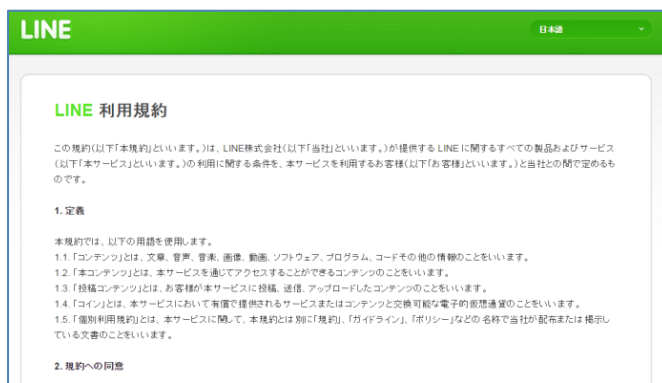 LINE
日本語
LINE 利用規約
この規約(以下「本規約」といいます。)は、LINE株式会社(以下「当社」といいます。)が提供する LINE に関するすべての製品およびサービス
(以下「本サービス」といいます。)の利用に関する条件を、本サービスを利用するお客様(以下「お客様」といいます。)と当社との間で定めるも
のです。
1. 定義
本規約では、以下の用語を使用します。
1.1. 「コンテンツ」とは、文章、音声、音楽、画像、動画、ソフトウェア、プログラム、コードその他の情報のことをいいます。
1.2. 「本コンテンツ」とは、本サービスを通じてアクセスすることができるコンテンツのことをいいます。
1.3. 「投稿コンテンツ」とは、お客様が本サービスに投稿、送信、アップロードしたコンテンツのことをいいます。
1.4. 「コイン」とは、本サービスにおいて有償で提供されるサービスまたはコンテンツと交換可能な電子的仮想通貨のことをいいます。
1.5. 「個別利用規約」とは、本サービスに関して、本規約とは別に「規約」、「ガイドライン」、「ポリシー」などの名称で当社が配布または掲示し
ている文書のことをいいます。
2. 規約への同意